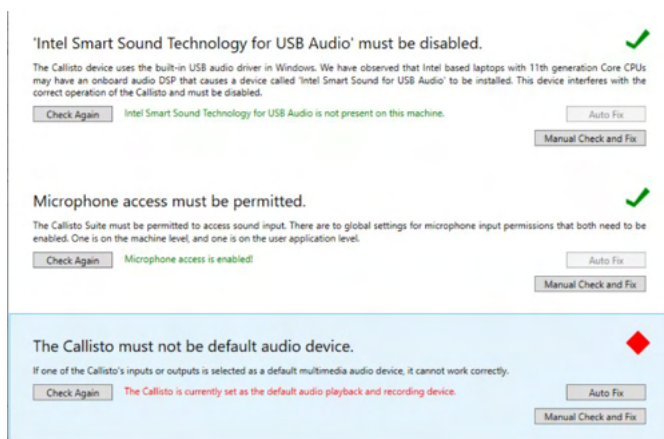 'Intel Smart Sound Technology for USB Audio' must be disabled.
The Callisto device uses the built-in USB audio driver in Windows. We have observed that Intel based laptops with 11th generation Core CPUs
may have an onboard audio DSP that causes a device called 'Intel Smart Sound for USB Audio' to be installed. This device interferes with the
correct operation of the Callisto and must be disabled.
Check Again Intel Smart Sound Technology for USB Audio is not present on this machine. Auto Fix
Manual Check and Fix
Microphone access must be permitted.
The Callisto Suite must be permitted to access sound input. There are to global settings for microphone input permissions that both need to be
enabled. One is on the machine level, and one is on the user application level.
Check Again Microphone access is enabled! Auto Fix
Manual Check and Fix
The Callisto must not be default audio device.
If one of the Callisto's inputs or outputs is selected as a default multimedia audio device, it cannot work correctly.
Check Again The Callisto is currently set as the default audio playback and recording device. Auto Fix
Manual Check and Fix